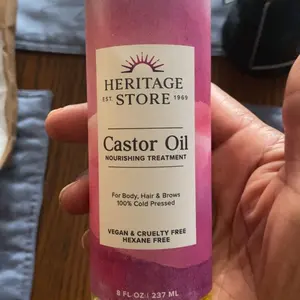 HERITAGE
EST. STORE 1969
Castor Oil
NOURISHING TREATMENT
For Body, Hair & Brows
100% Cold Pressed
VEGAN & CRUELTY FREE
HEXANE FREE
8 FL OZ | 237 ML